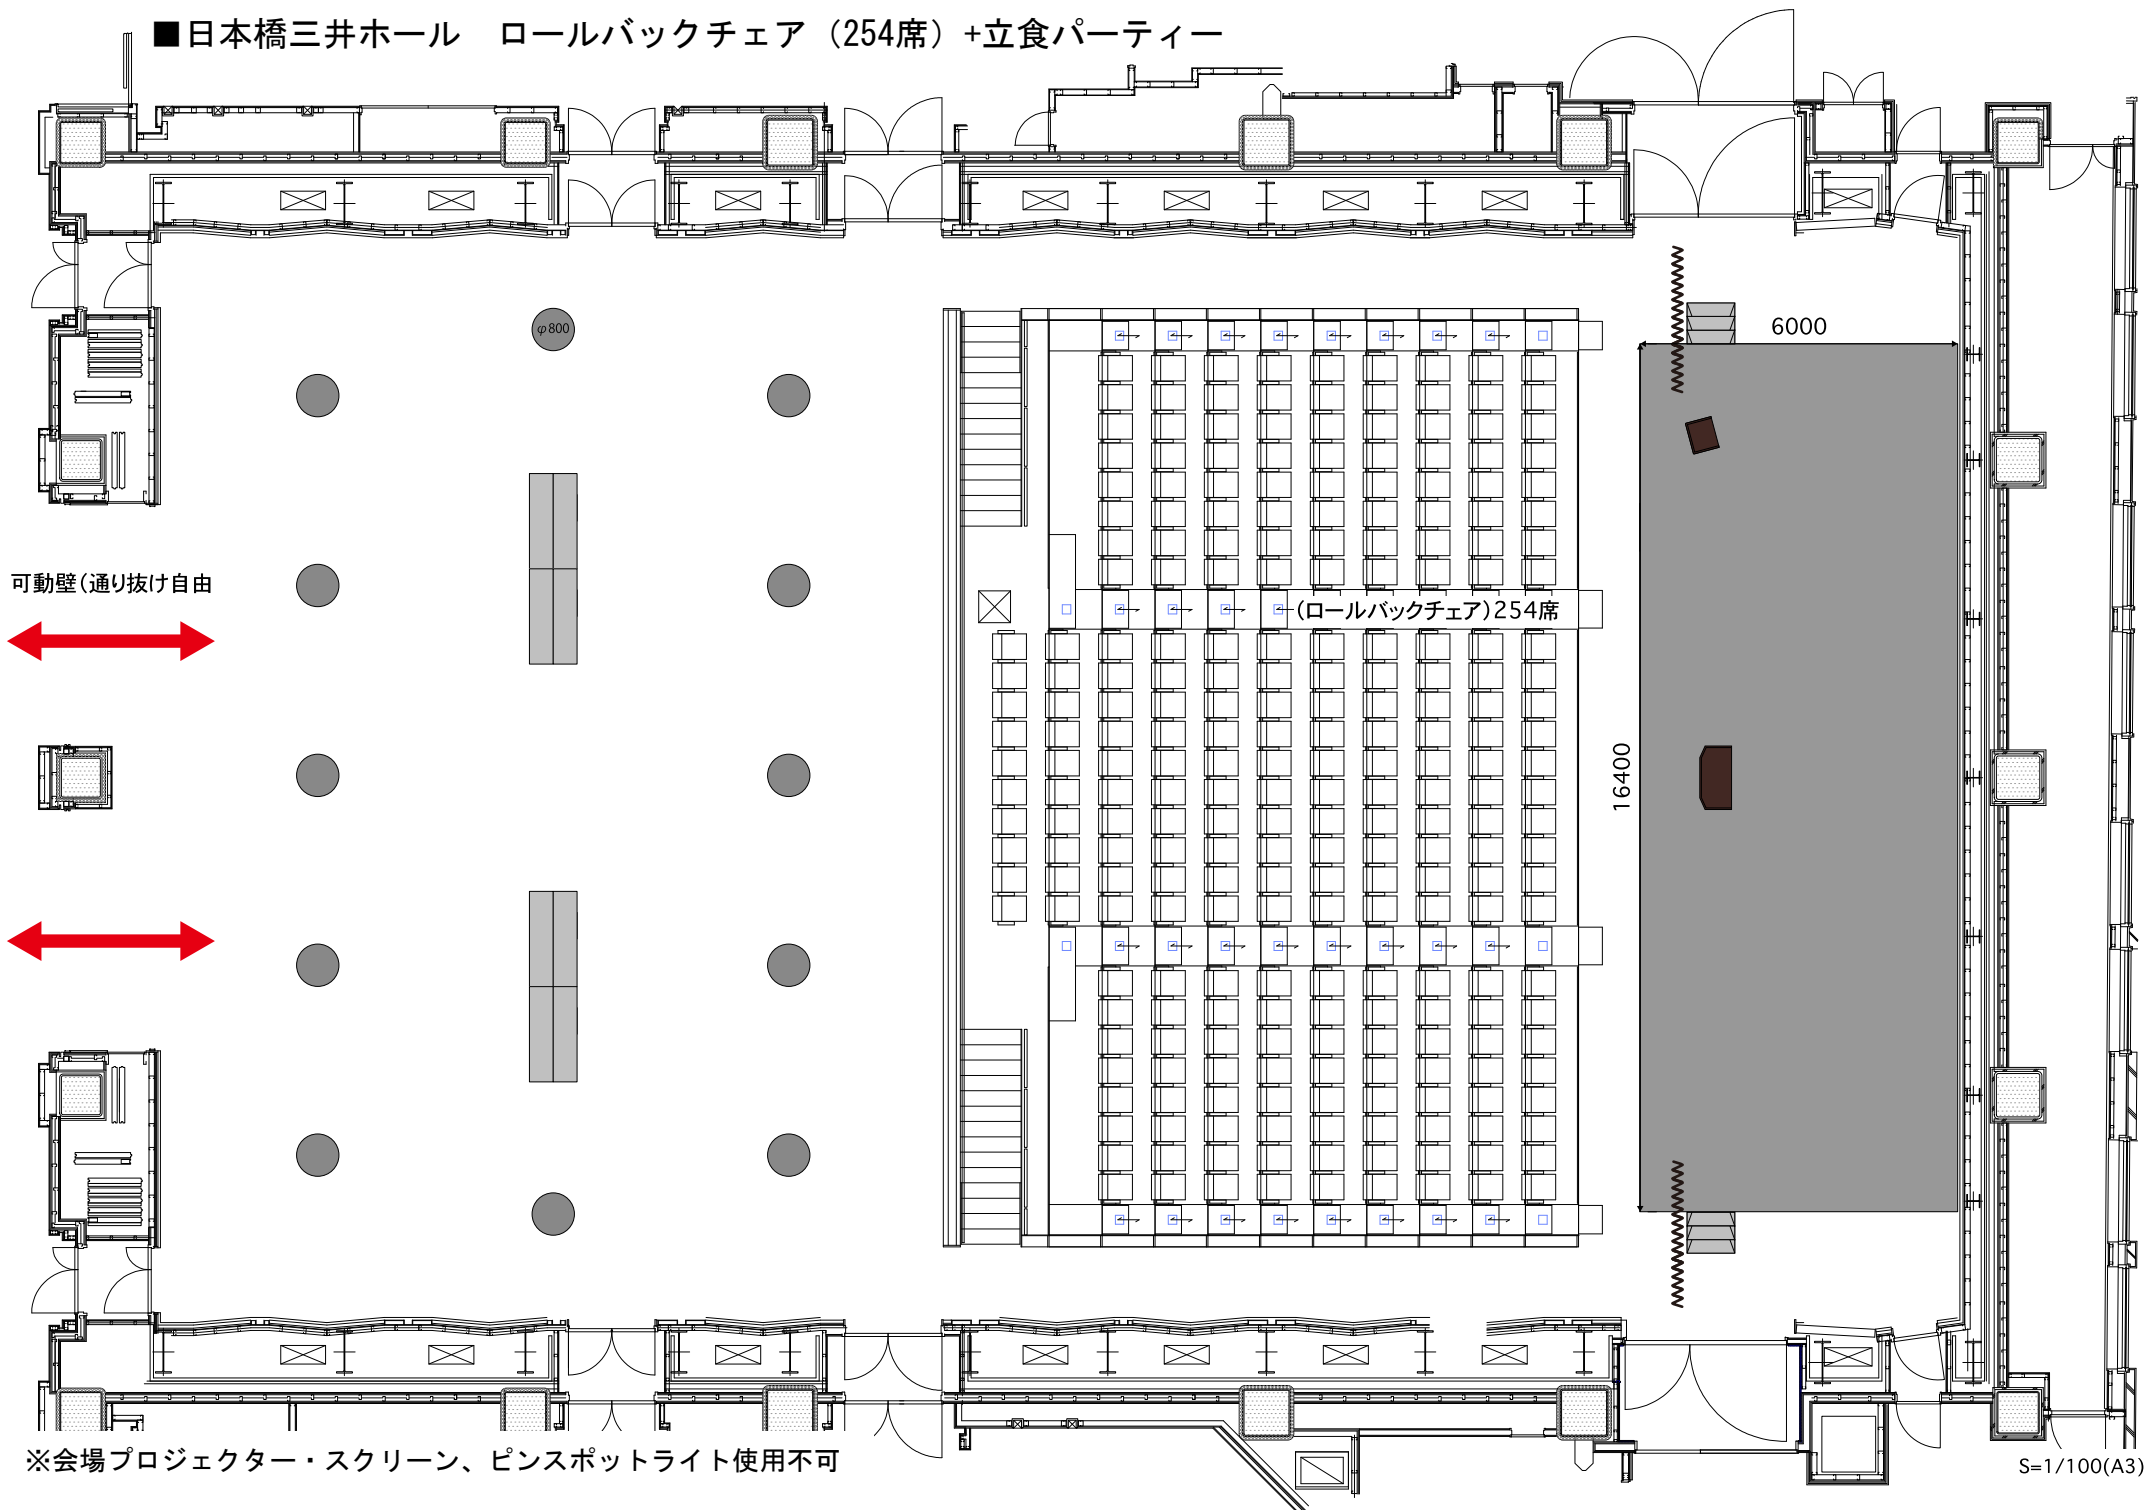 ■日本橋三井ホール　ロールバックチェア（254席）+立食パーティー
φ800
6000
可動壁(通り抜け自由
(ロールバックチェア)254席
16400
※会場プロジェクター・スクリーン、ピンスポットライト使用不可
S=1/100(A3)